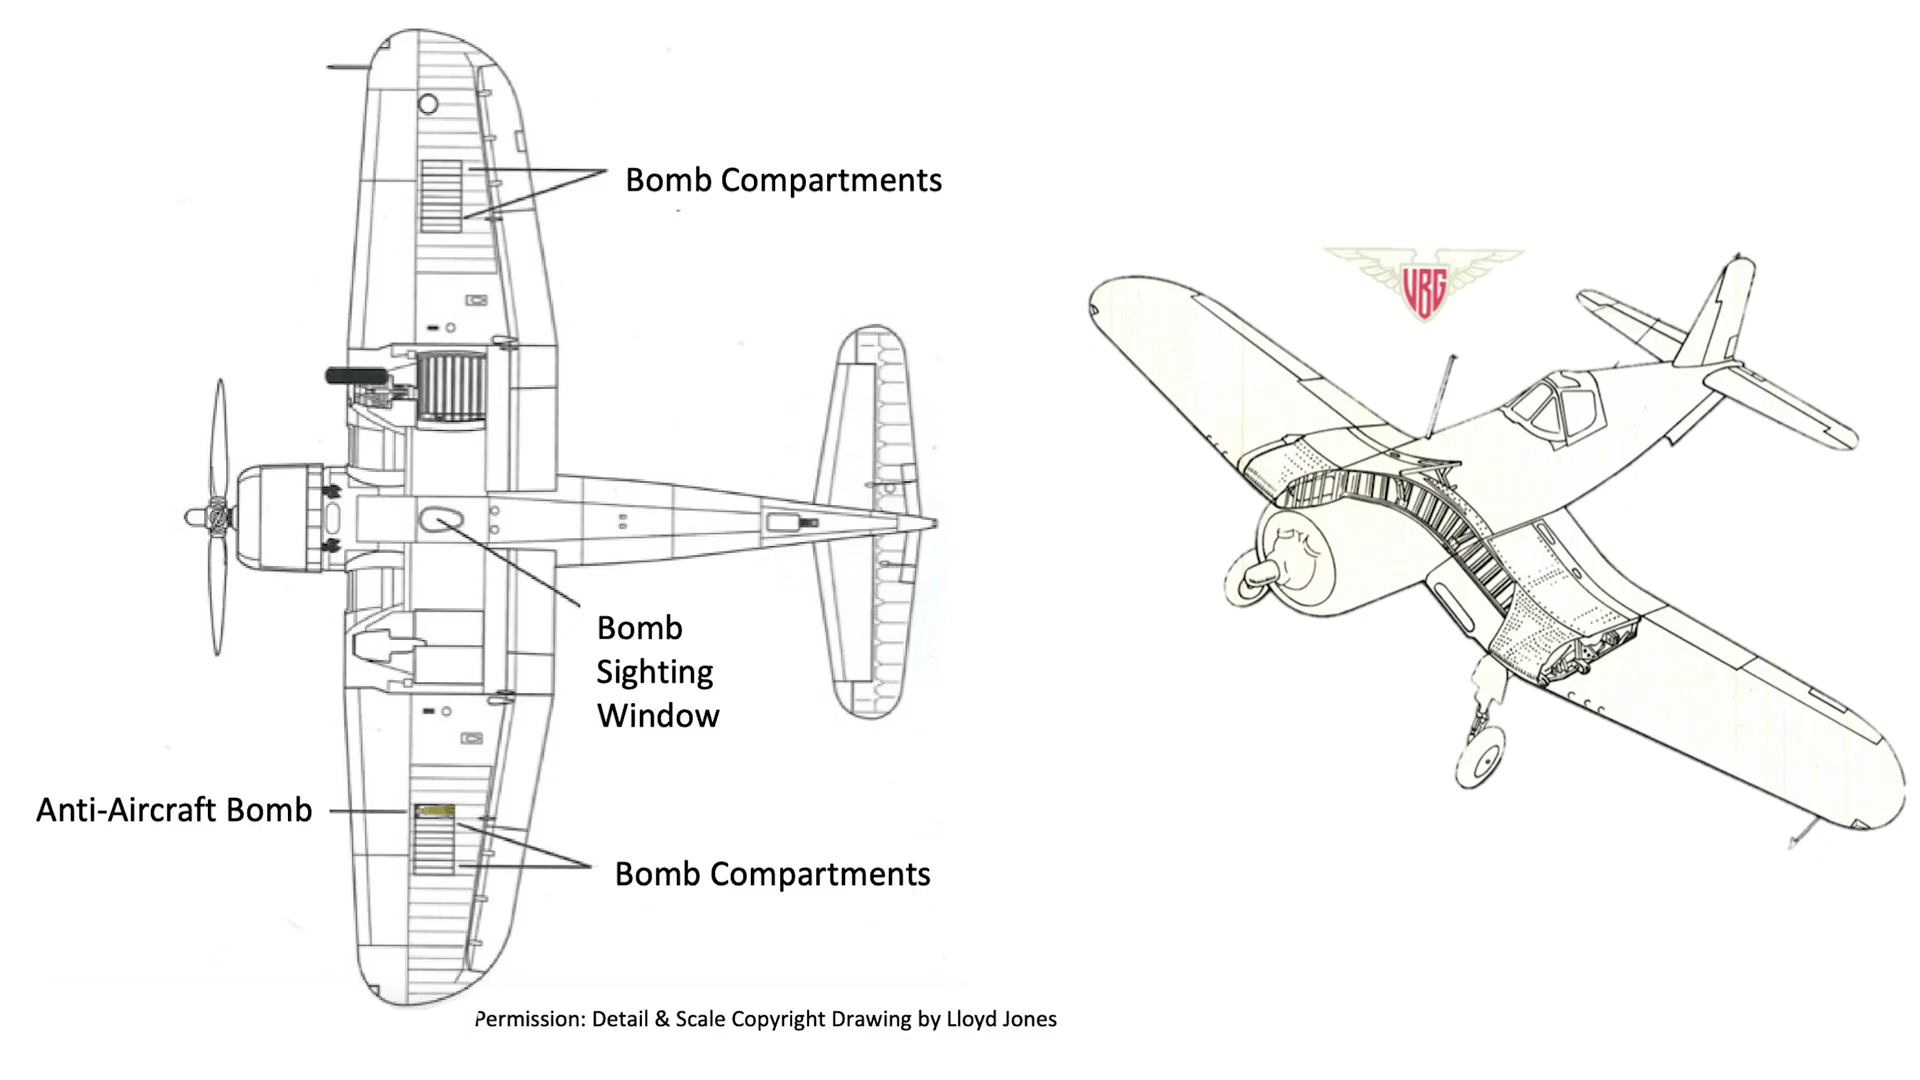 Bomb Compartments
VBG
Bomb
Sighting
Window
Anti-Aircraft Bomb
Bomb Compartments
Permission: Detail & Scale Copyright Drawing by Lloyd Jones